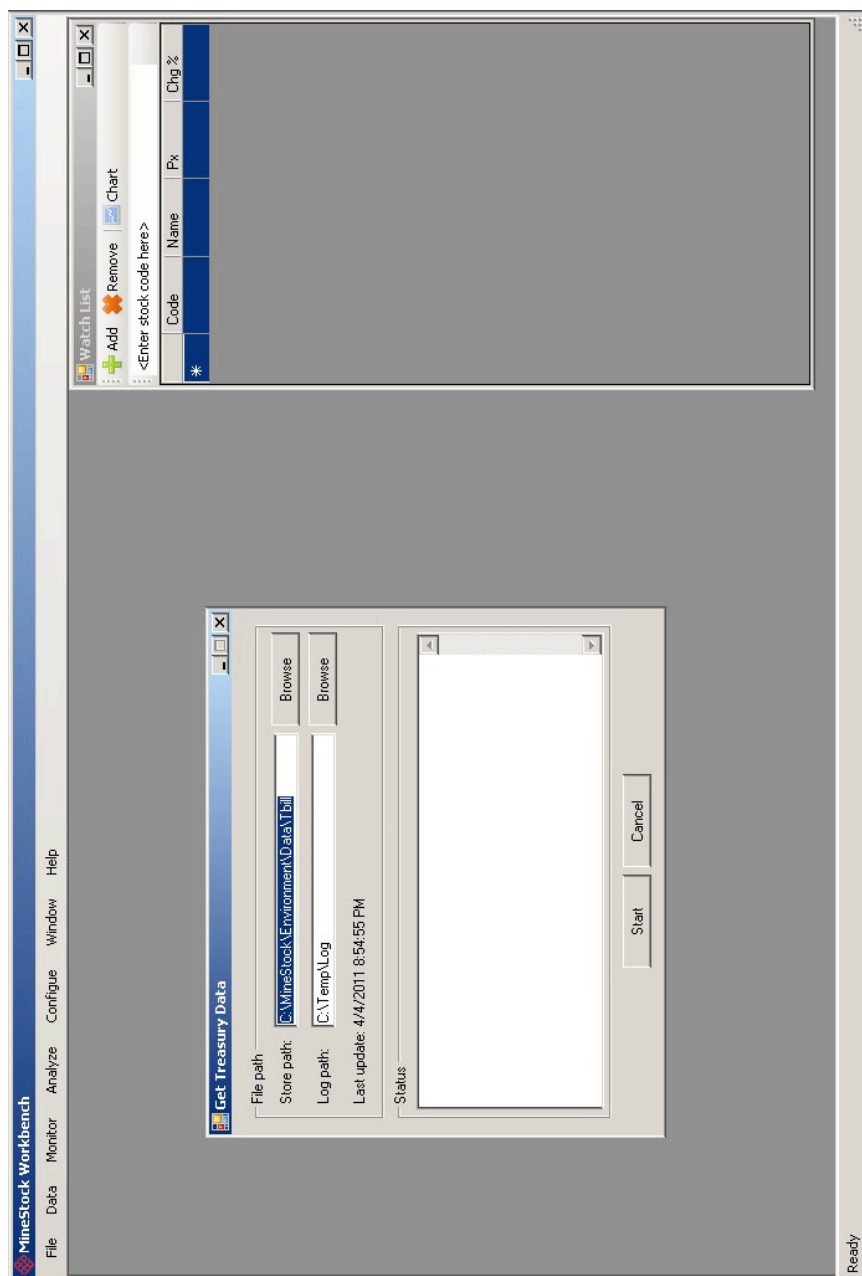 MineStock Workbench
File Data Monitor Analyze Configue Window Help
Get Treasury Data
File path
Store path: C:\MineStock\Environment\Data\Tbill Browse
Log path: C:\Temp\Log Browse
Last update: 4/4/2011 8:54:55 PM
Status
Start Cancel
Watch List
Add Remove Chart
<Enter stock code here>
Code Name Px Chg %
*
Ready